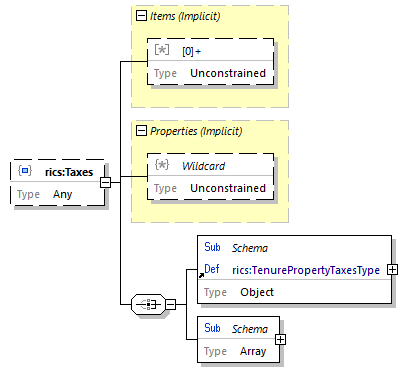 Items (Implicit)
[0]+
Type Unconstrained
Properties (Implicit)
Wildcard
Type Unconstrained
rics:Taxes
Type Any
Sub Schema
Def rics:TenurePropertyTaxesType
Type Object
Sub Schema
Type Array